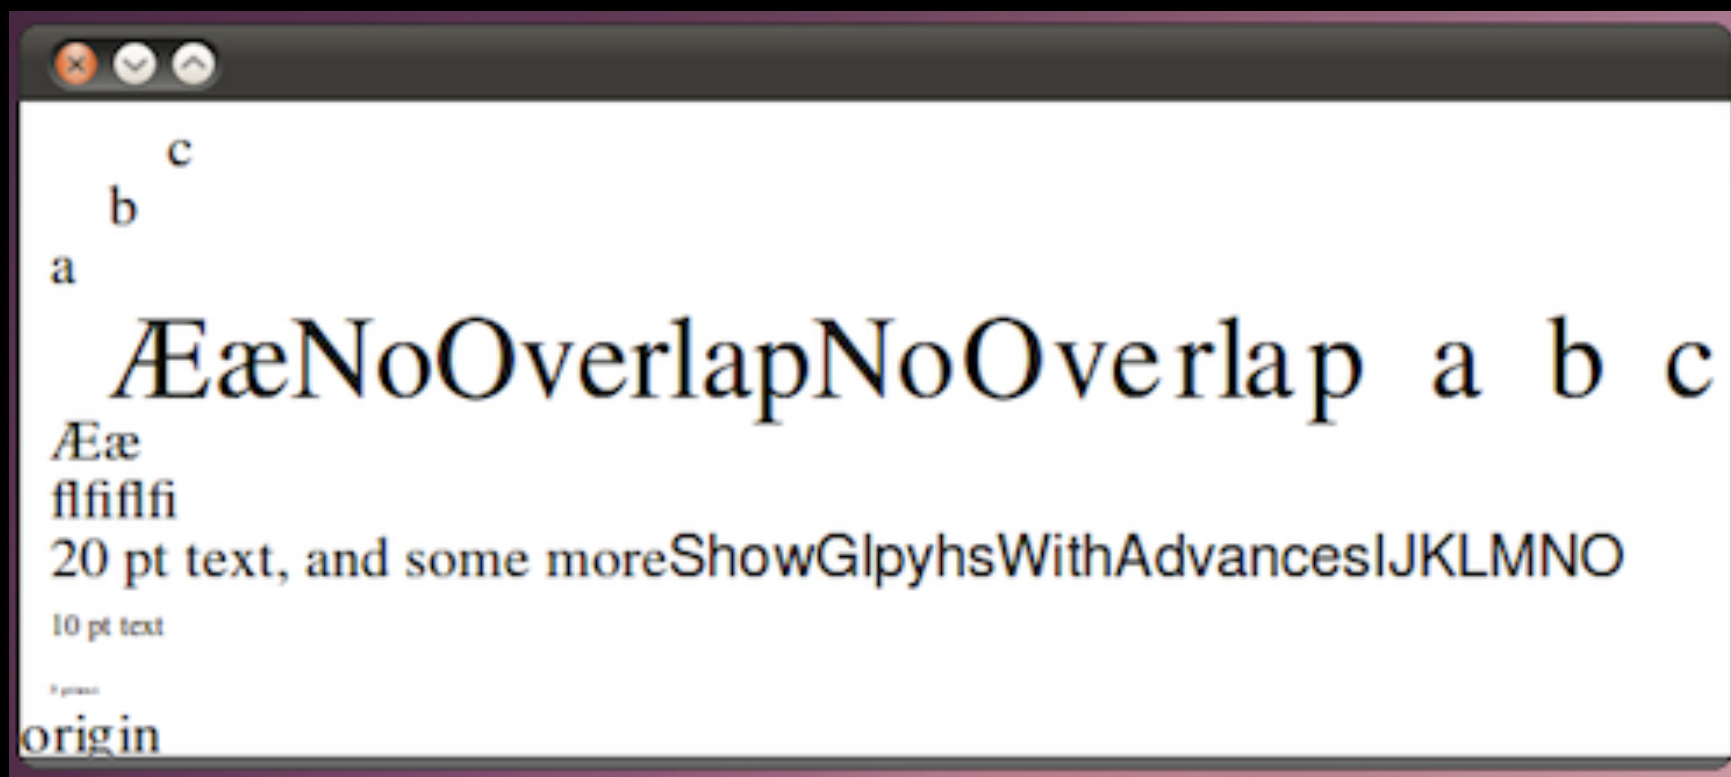 c
b
a
ÆæNoOverlapNoOverlap a b c
Ææ
flfiflfi
20 pt text, and some moreShowGlpyhsWithAdvancesIJKLMNO
10 pt text
origin